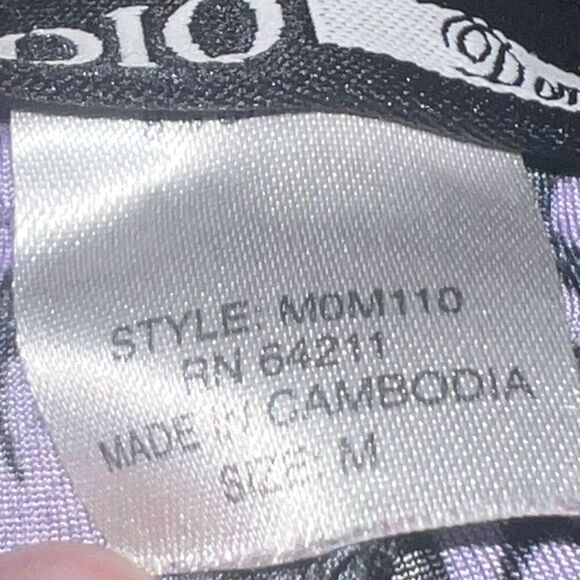 STYLE: M0M110
RN 64211
MADE IN CAMBODIA
SIZE: M